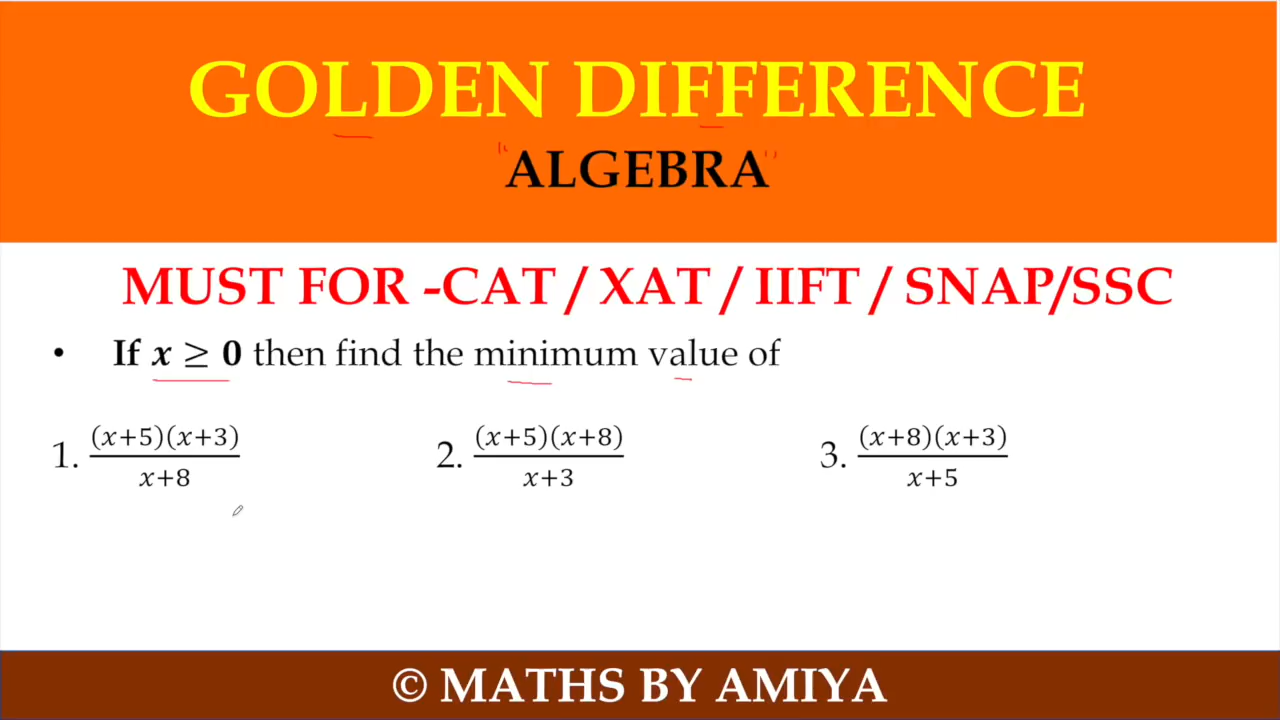 GOLDEN DIFFERENCE
"ALGEBRA"
MUST FOR -CAT / XAT / IIFT / SNAP/SSC
• If x ≥ 0 then find the minimum value of
1. (x+5)(x+3)/x+8 2. (x+5)(x+8)/x+3 3. (x+8)(x+3)/x+5
© MATHS BY AMIYA